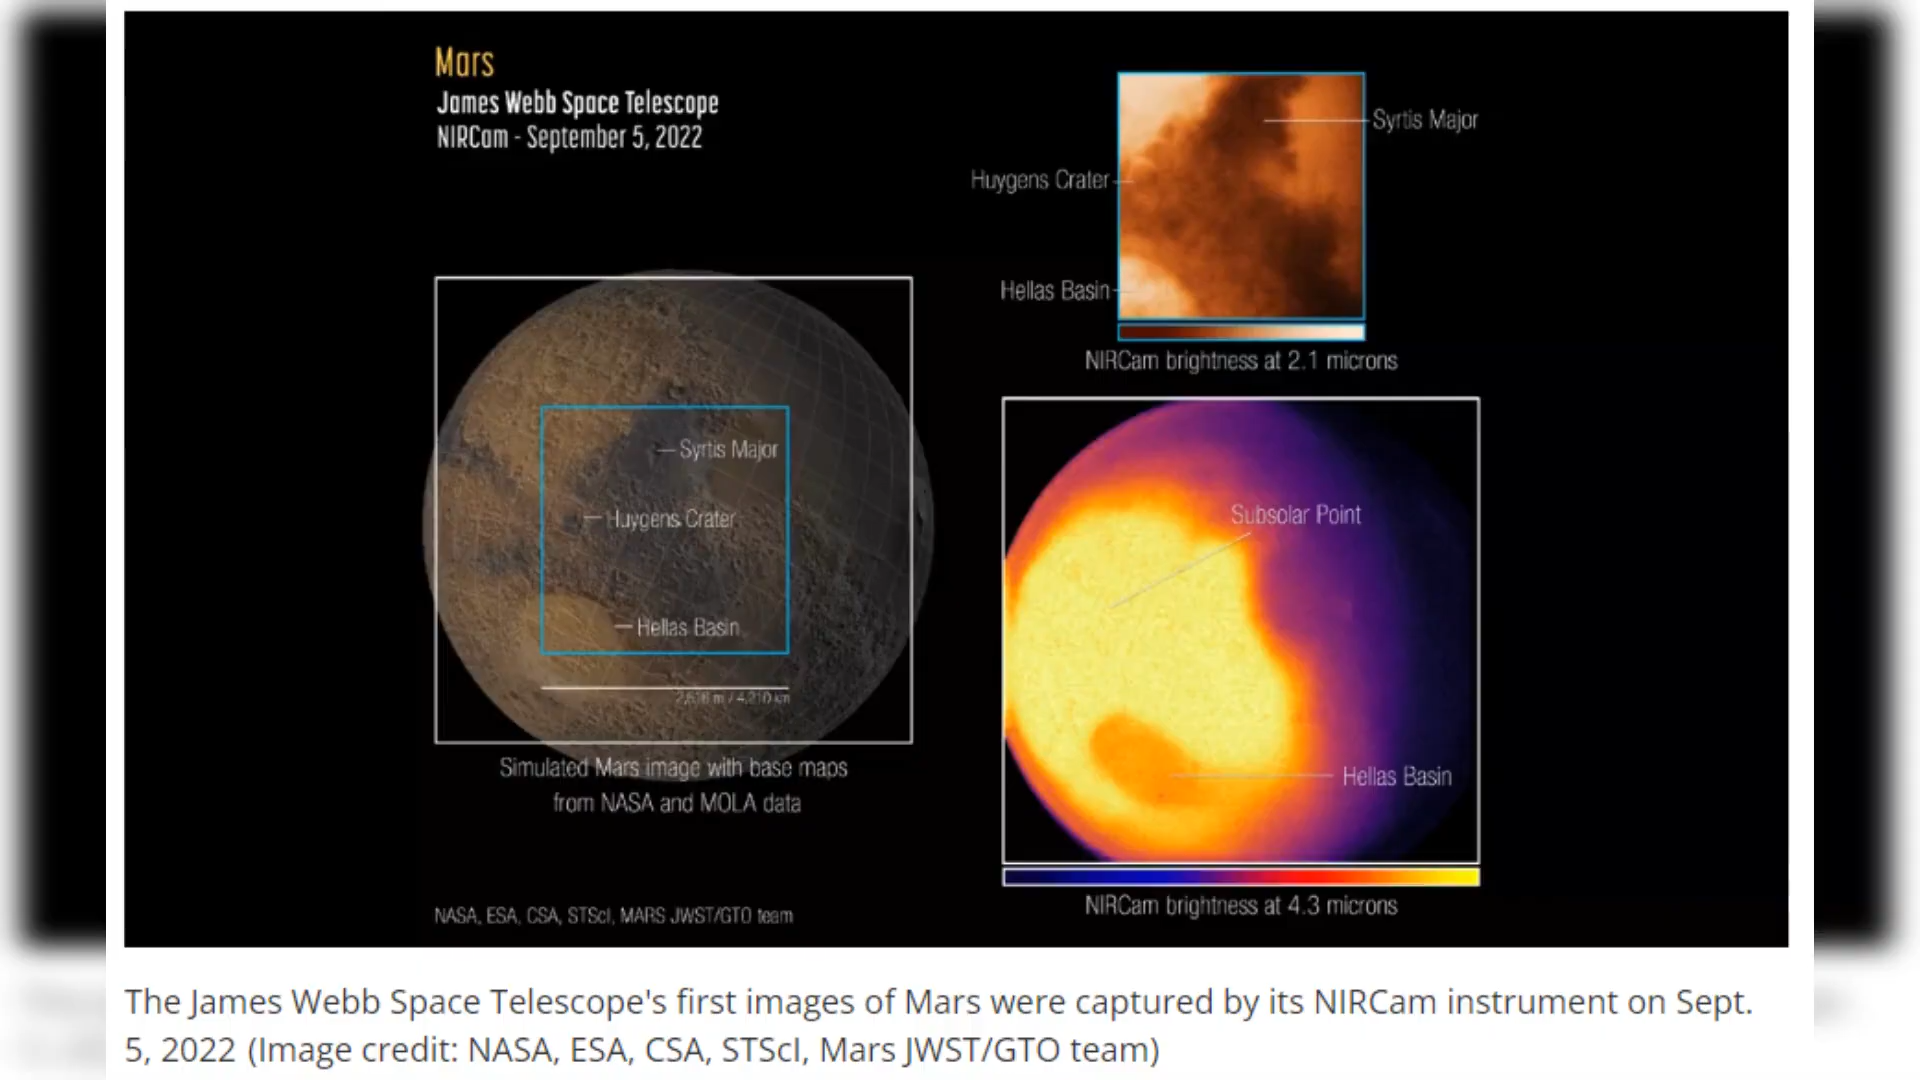 Mars
James Webb Space Telescope
NIRCam - September 5, 2022
Syrtis Major
Huygens Crater
Hellas Basin
NIRCam brightness at 2.1 microns
Syrtis Major
Huygens Crater
Hellas Basin
Simulated Mars image with base maps
from NASA and MOLA data
Subsolar Point
Hellas Basin
NIRCam brightness at 4.3 microns
NASA, ESA, CSA, STScI, MARS JWST/GTO team
The James Webb Space Telescope's first images of Mars were captured by its NIRCam instrument on Sept.
5, 2022 (Image credit: NASA, ESA, CSA, STScI, Mars JWST/GTO team)